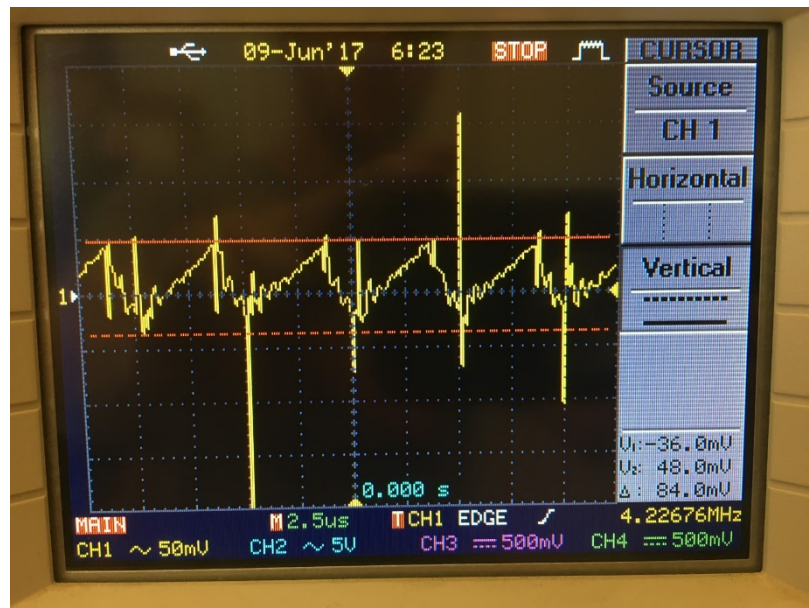 09-Jun'17 6:23 STOP
CURSOR
Source
CH 1
Horizontal
Vertical
1
V₁:-36.0mV
V₂: 48.0mV
Δ : 84.0mV
0.000 s
MAIN M 2.5us T CH1 EDGE 4.22676MHz
CH1 50mV CH2 5V CH3 500mV CH4 500mV